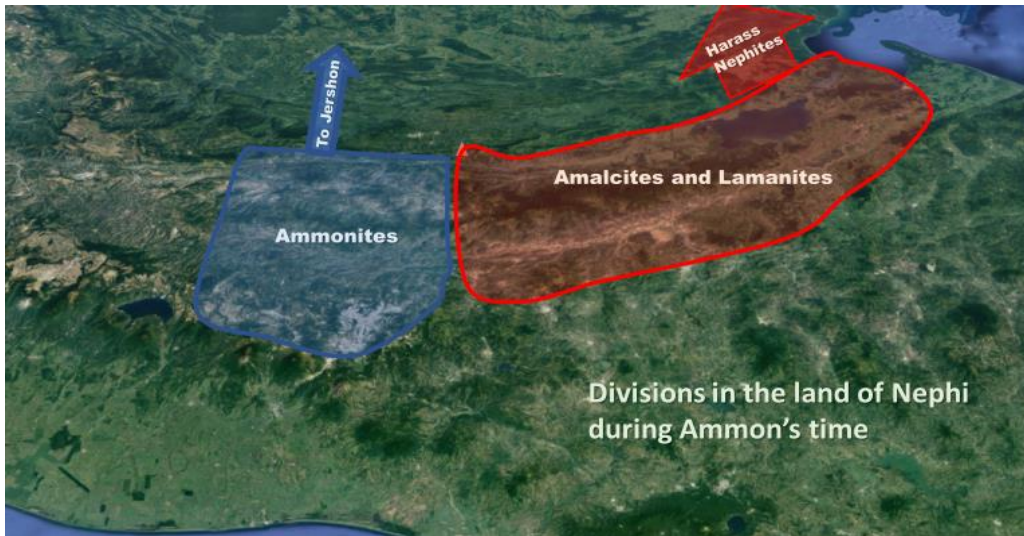 To Jershon
Harass
Nephites
Ammonites
Amalcites and Lamanites
Divisions in the land of Nephi
during Ammon's time